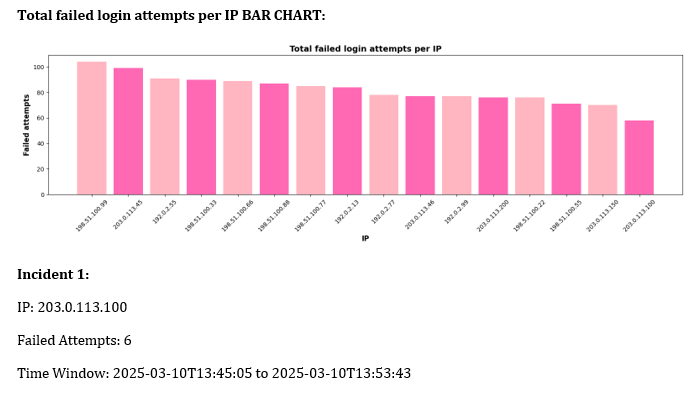 Total failed login attempts per IP BAR CHART:
Total failed login attempts per IP
Failed attempts
100
80
60
40
20
0
198.51.100.99
203.0.113.45
192.0.2.55
198.51.100.33
198.51.100.66
198.51.100.88
198.51.100.77
192.0.2.13
192.0.2.77
203.0.113.46
192.0.2.99
203.0.113.200
198.51.100.22
198.51.100.55
203.0.113.150
203.0.113.100
IP
Incident 1:
IP: 203.0.113.100
Failed Attempts: 6
Time Window: 2025-03-10T13:45:05 to 2025-03-10T13:53:43